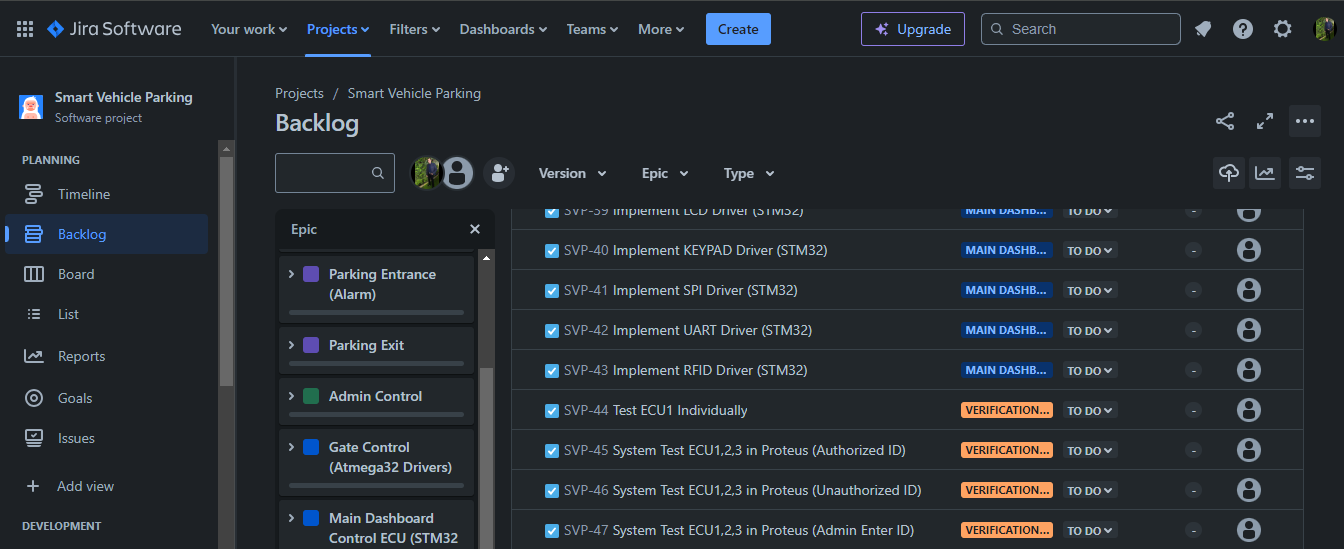 Jira Software
Your work
Projects
Filters
Dashboards
Teams
More
Create
Upgrade
Search
Smart Vehicle Parking
Software project
PLANNING
Timeline
Backlog
Board
List
Reports
Goals
Issues
Add view
DEVELOPMENT
Projects / Smart Vehicle Parking
Backlog
Version
Epic
Type
Epic
Parking Entrance
(Alarm)
Parking Exit
Admin Control
Gate Control
(Atmega32 Drivers)
Main Dashboard
Control ECU (STM32
SVP-39 Implement LCD Driver (STM32) MAIN DASHB... TO DO -
SVP-40 Implement KEYPAD Driver (STM32) MAIN DASHB... TO DO -
SVP-41 Implement SPI Driver (STM32) MAIN DASHB... TO DO -
SVP-42 Implement UART Driver (STM32) MAIN DASHB... TO DO -
SVP-43 Implement RFID Driver (STM32) MAIN DASHB... TO DO -
SVP-44 Test ECU1 Individually VERIFICATION... TO DO -
SVP-45 System Test ECU1,2,3 in Proteus (Authorized ID) VERIFICATION... TO DO -
SVP-46 System Test ECU1,2,3 in Proteus (Unauthorized ID) VERIFICATION... TO DO -
SVP-47 System Test ECU1,2,3 in Proteus (Admin Enter ID) VERIFICATION... TO DO -